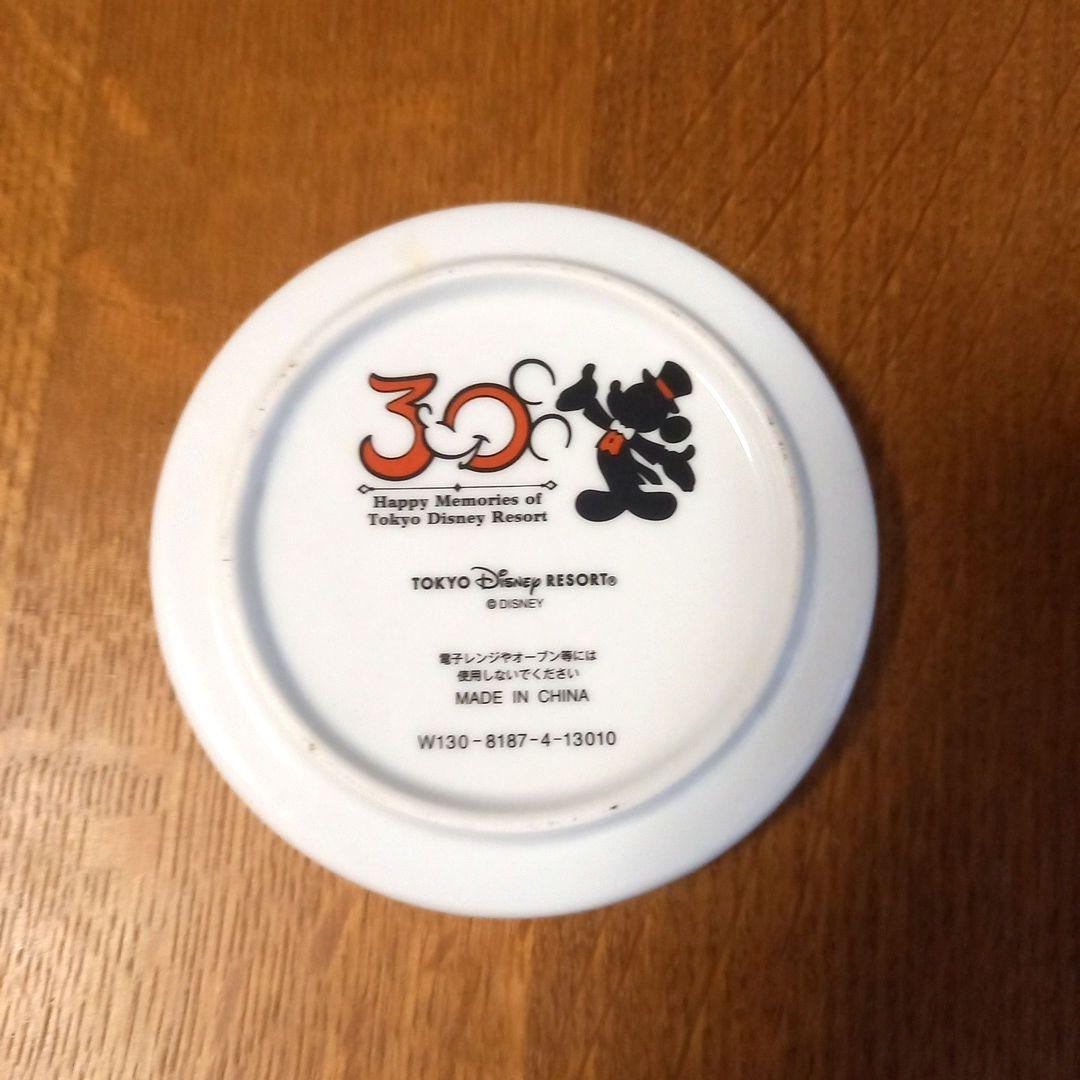 30
Happy Memories of
Tokyo Disney Resort
TOKYO Disney RESORT®
© DISNEY
電子レンジやオーブン等には
使用しないでください
MADE IN CHINA
W130-8187-4-13010